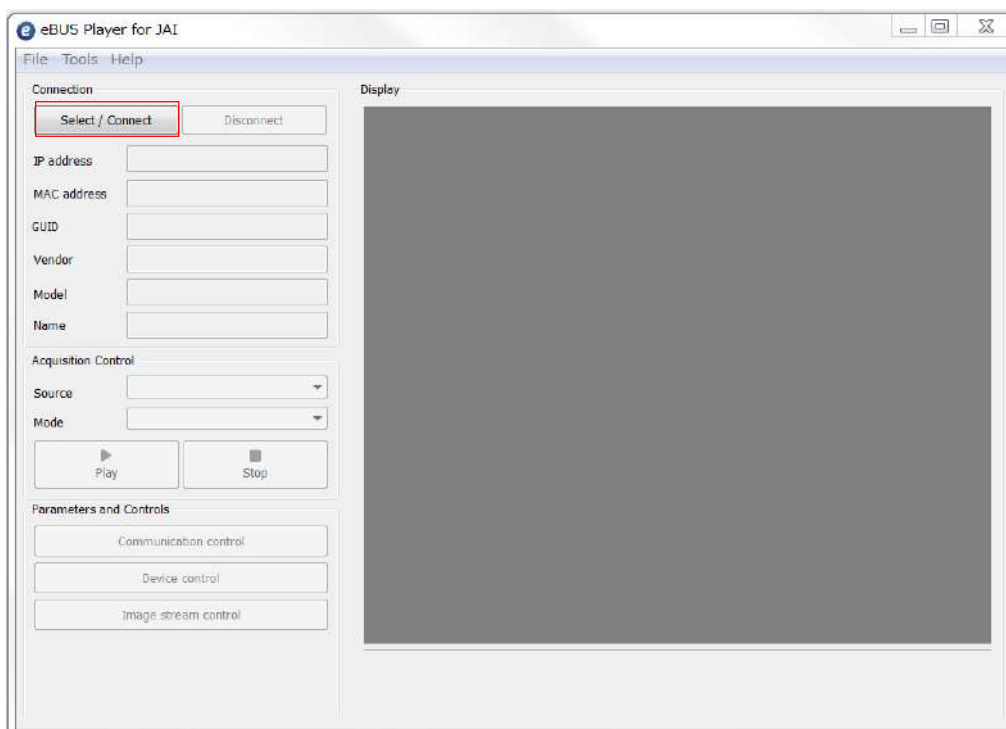 eBUS Player for JAI
File Tools Help
Connection
Select / Connect Disconnect
IP address
MAC address
GUID
Vendor
Model
Name
Acquisition Control
Source
Mode
Play Stop
Parameters and Controls
Communication control
Device control
Image stream control
Display